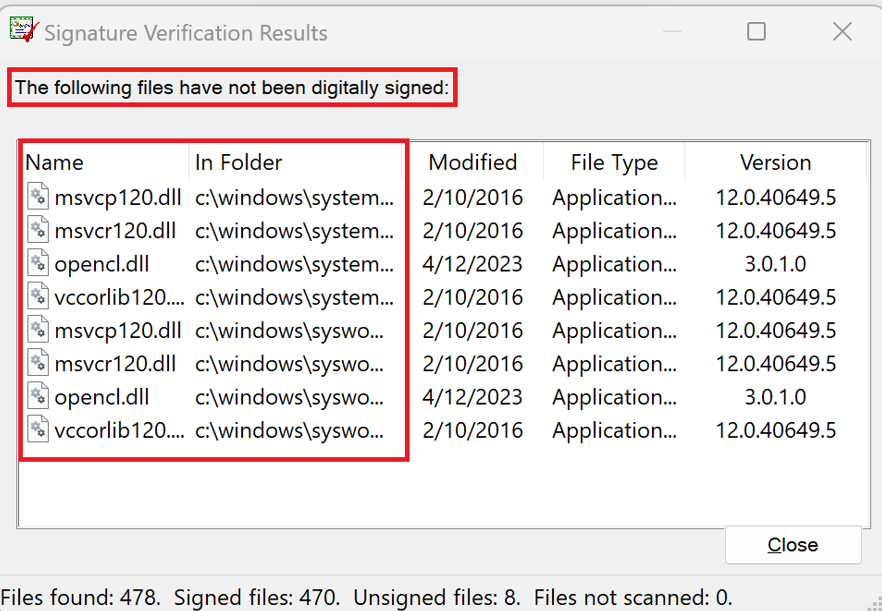 Signature Verification Results
The following files have not been digitally signed:
Name In Folder Modified File Type Version
msvcp120.dll c:\windows\system... 2/10/2016 Application... 12.0.40649.5
msvcr120.dll c:\windows\system... 2/10/2016 Application... 12.0.40649.5
opencl.dll c:\windows\system... 4/12/2023 Application... 3.0.1.0
vccorlib120.... c:\windows\system... 2/10/2016 Application... 12.0.40649.5
msvcp120.dll c:\windows\syswo... 2/10/2016 Application... 12.0.40649.5
msvcr120.dll c:\windows\syswo... 2/10/2016 Application... 12.0.40649.5
opencl.dll c:\windows\syswo... 4/12/2023 Application... 3.0.1.0
vccorlib120.... c:\windows\syswo... 2/10/2016 Application... 12.0.40649.5
Close
Files found: 478. Signed files: 470. Unsigned files: 8. Files not scanned: 0.